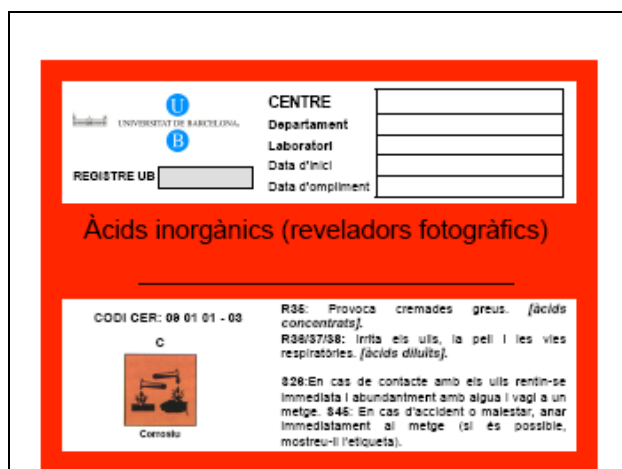 U
UNIVERSITAT DE BARCELONA
B
REGISTRE UB
CENTRE
Departament
Laboratori
Data d'inici
Data d'ompliment
Àcids inorgànics (reveladors fotogràfics)
CODI CER: 09 01 01 - 03
C
Corrosiu
R35: Provoca cremades greus. [àcids
concentrats].
R36/37/38: Irrita els ulls, la pell i les vies
respiratòries. [àcids diluïts].
S26:En cas de contacte amb els ulls rentin-se
immediata i abundantment amb aigua i vagi a un
metge. S45: En cas d'accident o malestar, anar
immediatament al metge (si és possible,
mostreu-li l'etiqueta).